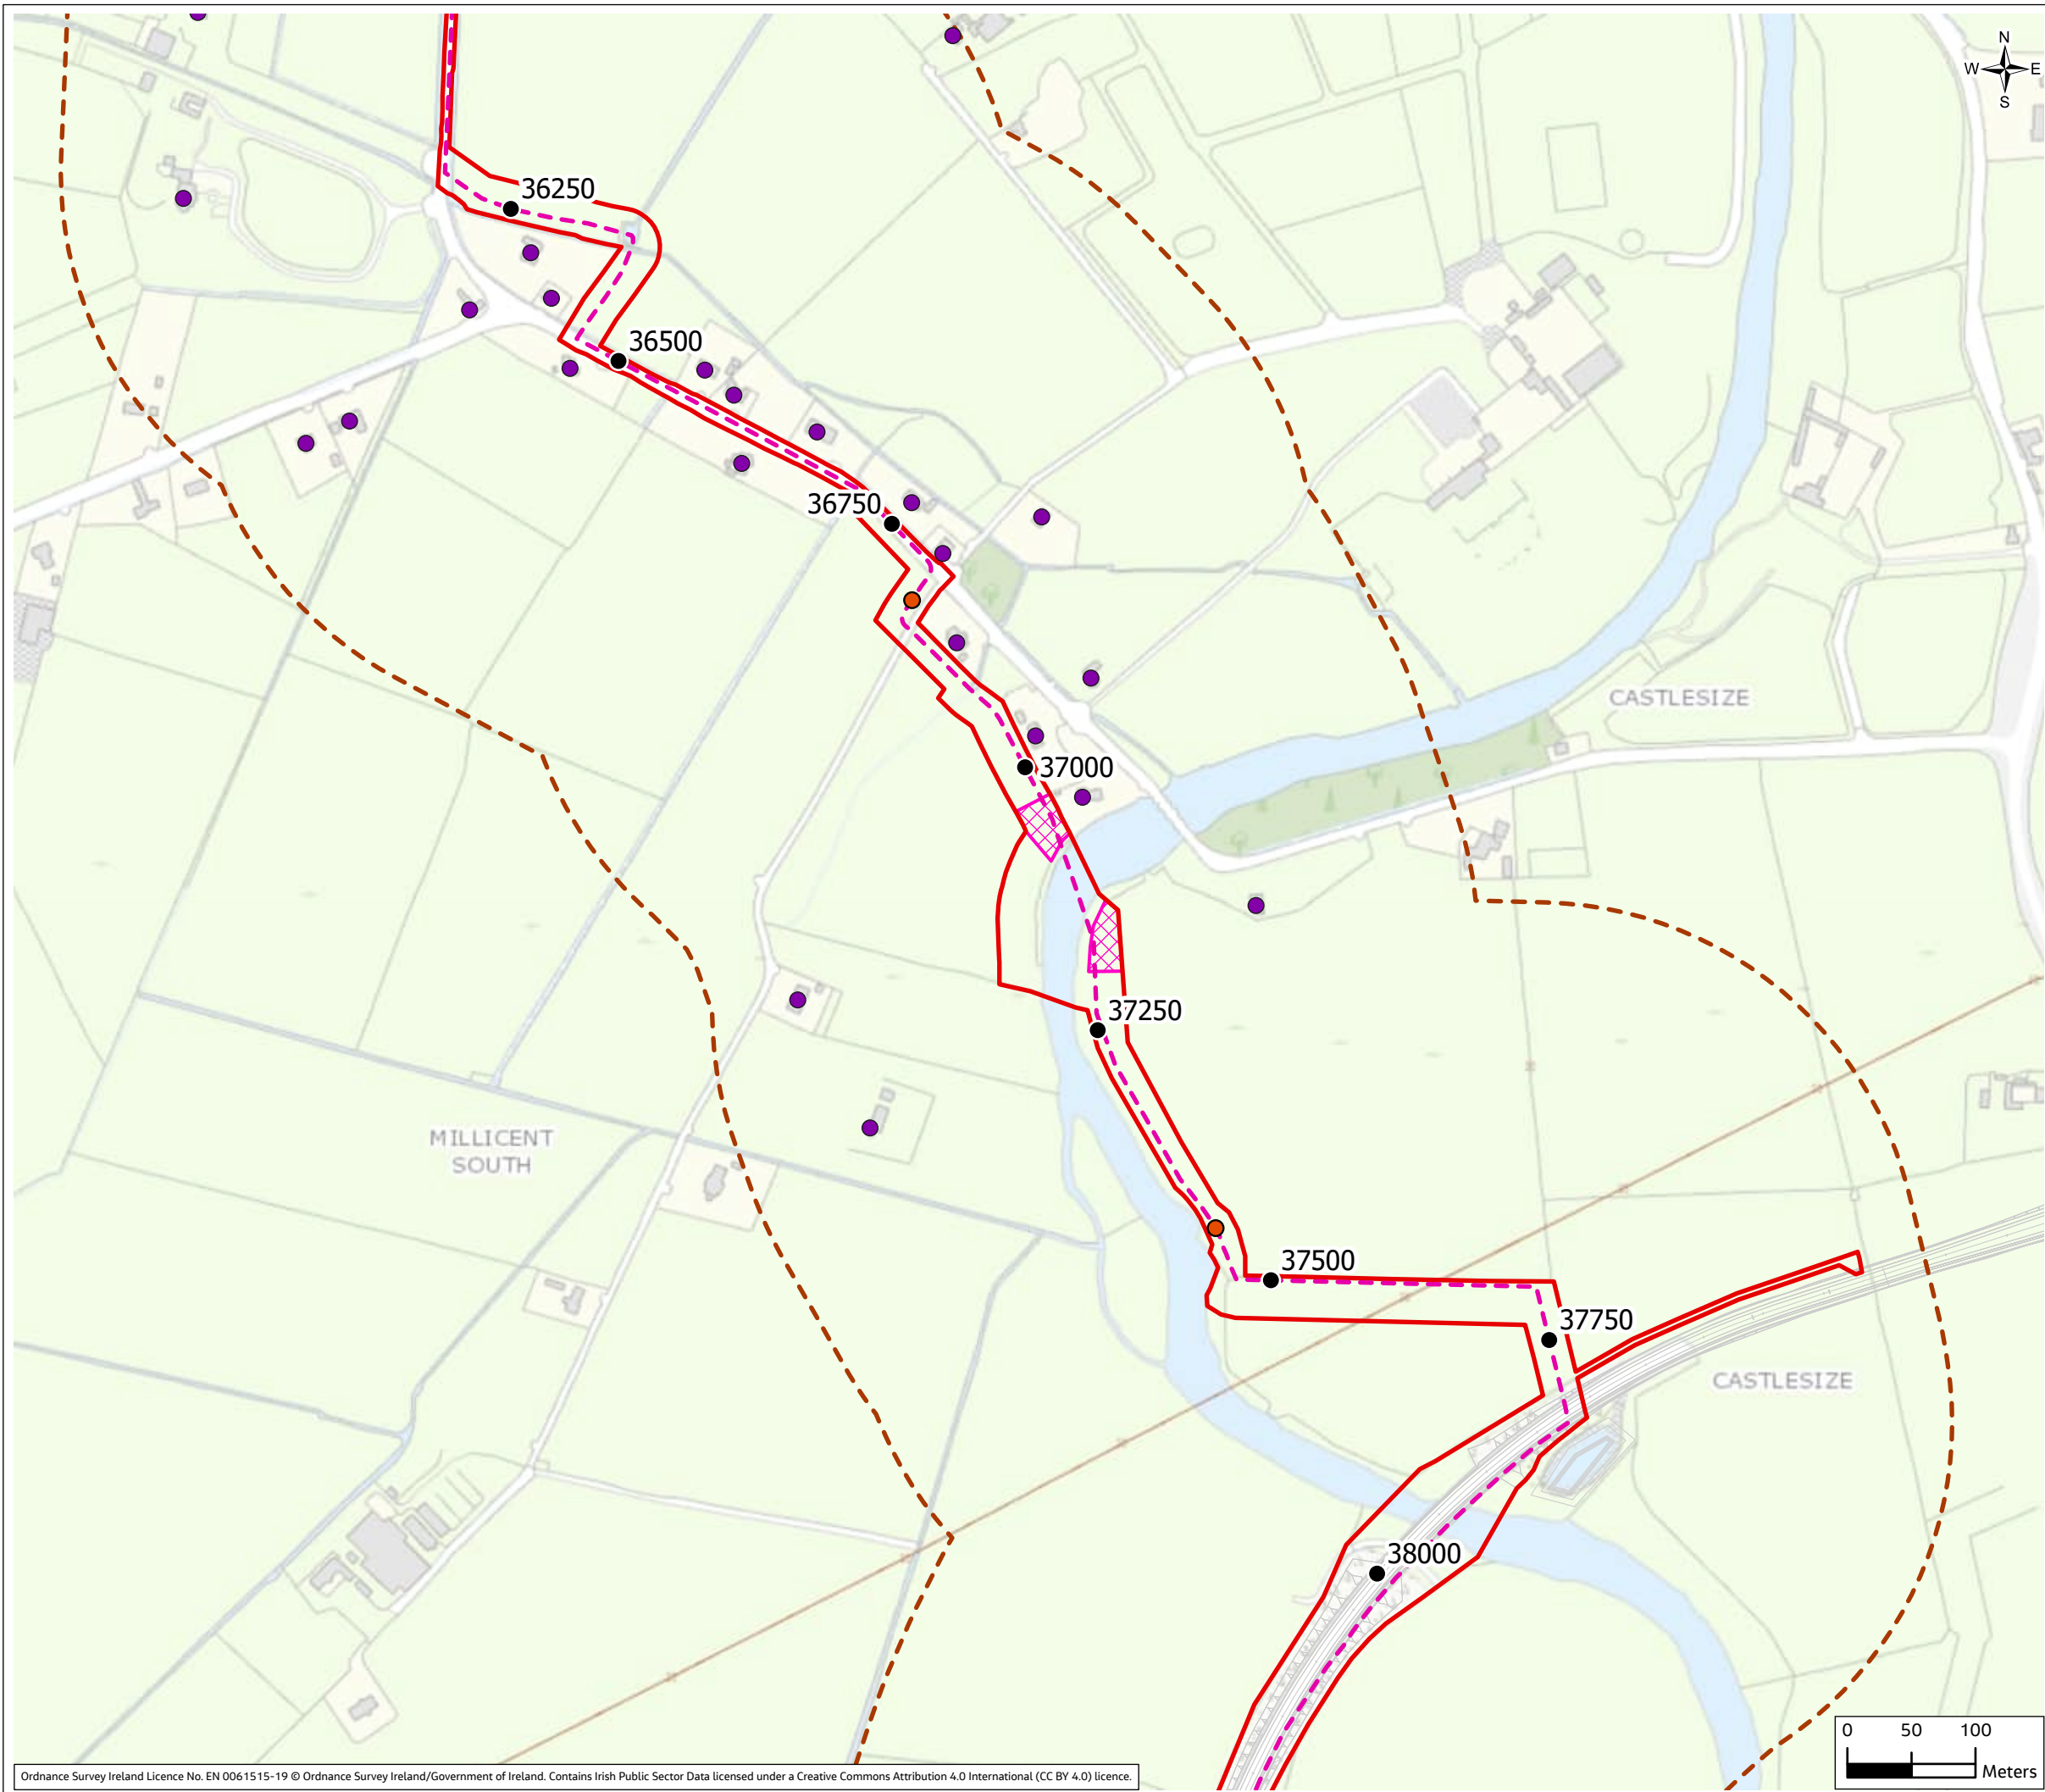 N
W E
S
36250
36500
36750
CASTLESIZE
37000
37250
MILLICENT
SOUTH
37500
37750
CASTLESIZE
38000
0 50 100
Meters
Ordnance Survey Ireland Licence No. EN 0061515-19 © Ordnance Survey Ireland/Government of Ireland. Contains Irish Public Sector Data licensed under a Creative Commons Attribution 4.0 International (CC BY 4.0) licence.